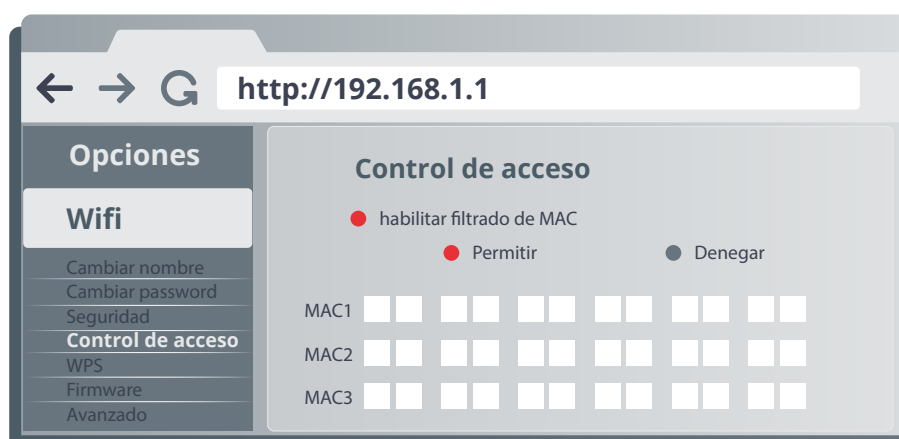 http://192.168.1.1
Opciones
Wifi
Cambiar nombre
Cambiar password
Seguridad
Control de acceso
WPS
Firmware
Avanzado
Control de acceso
habilitar filtrado de MAC
Permitir Denegar
MAC1
MAC2
MAC3